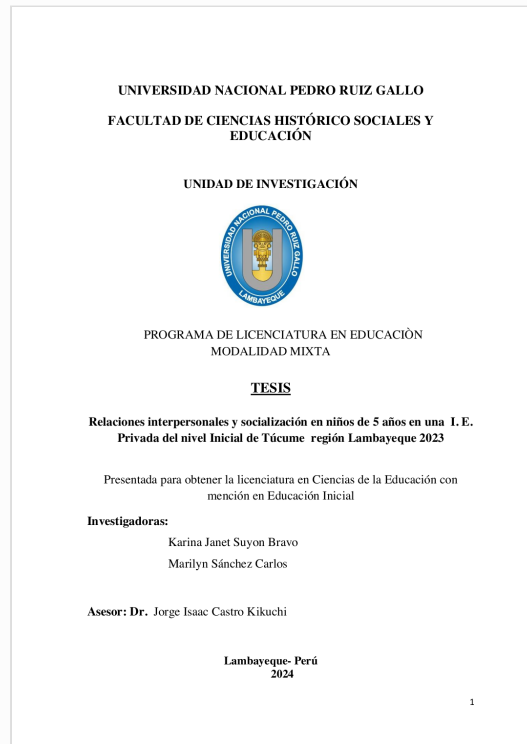 UNIVERSIDAD NACIONAL PEDRO RUIZ GALLO
FACULTAD DE CIENCIAS HISTÓRICO SOCIALES Y
EDUCACIÓN
UNIDAD DE INVESTIGACIÓN
UNIVERSIDAD NACIONAL PEDRO RUIZ GALLO
LAMBAYEQUE
PROGRAMA DE LICENCIATURA EN EDUCACIÒN
MODALIDAD MIXTA
TESIS
Relaciones interpersonales y socialización en niños de 5 años en una I. E.
Privada del nivel Inicial de Túcume región Lambayeque 2023
Presentada para obtener la licenciatura en Ciencias de la Educación con
mención en Educación Inicial
Investigadoras:
Karina Janet Suyon Bravo
Marilyn Sánchez Carlos
Asesor: Dr. Jorge Isaac Castro Kikuchi
Lambayeque- Perú
2024
1